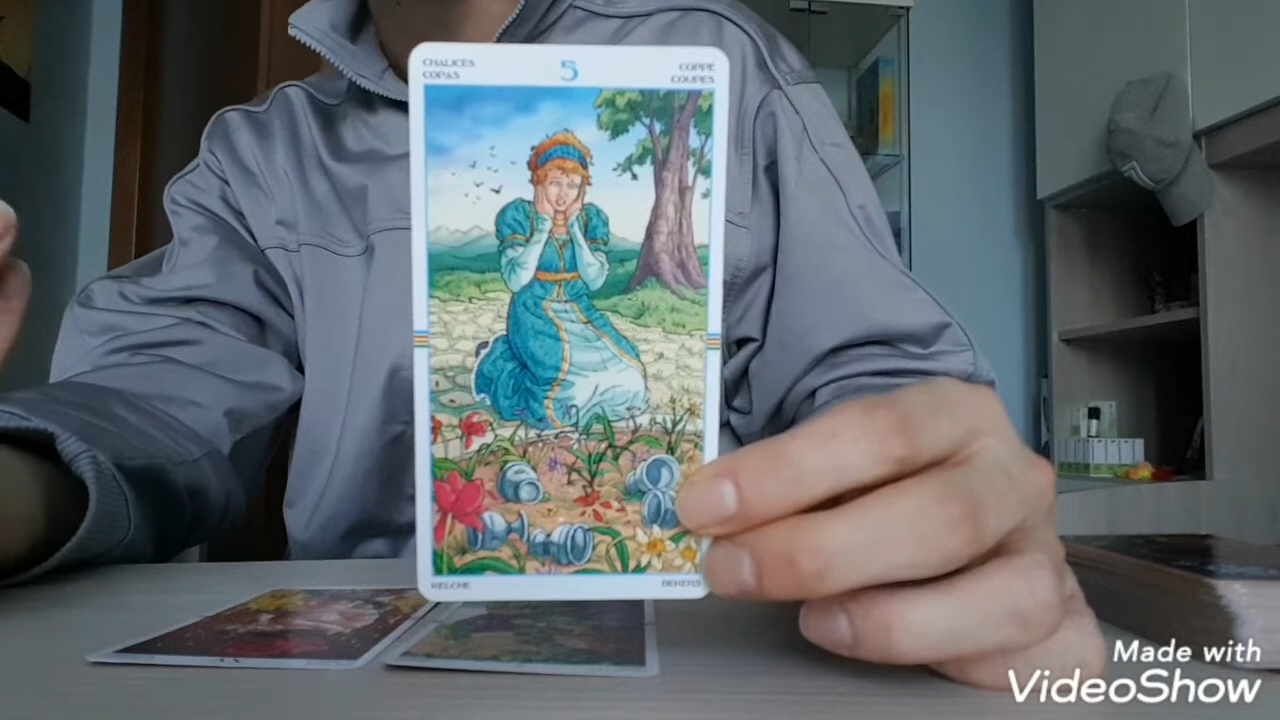 CHALICES
COPAS
5
COPPE
COUPES
KELCHE
BEKERS
Made with
VideoShow